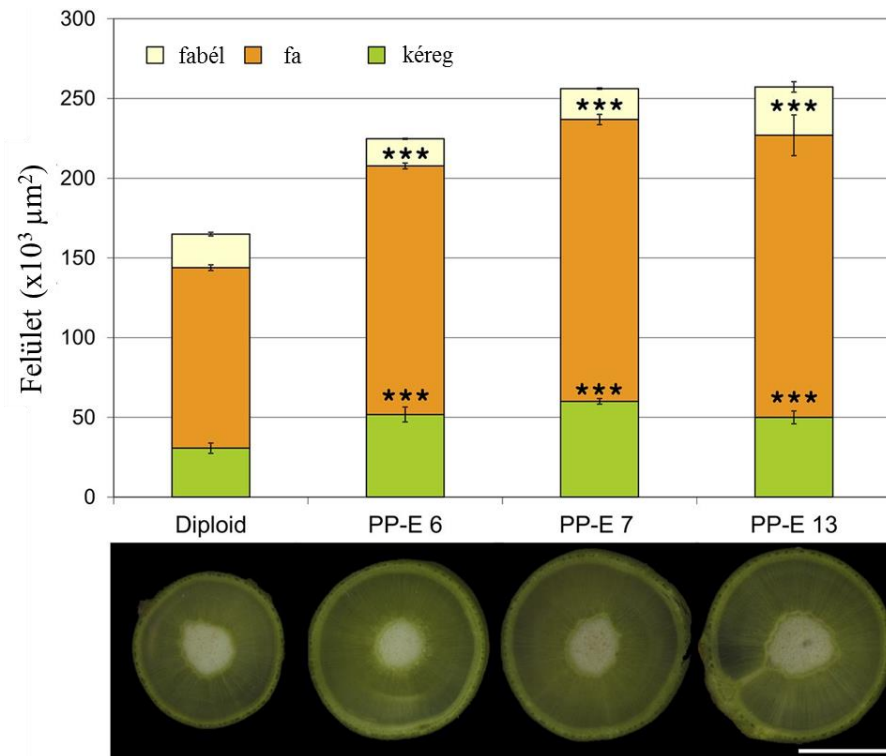 300
fabél fa kéreg
250
*** ***
***
200
Felület (x10³ µm²)
150
100
*** *** ***
50
0
Diploid PP-E 6 PP-E 7 PP-E 13